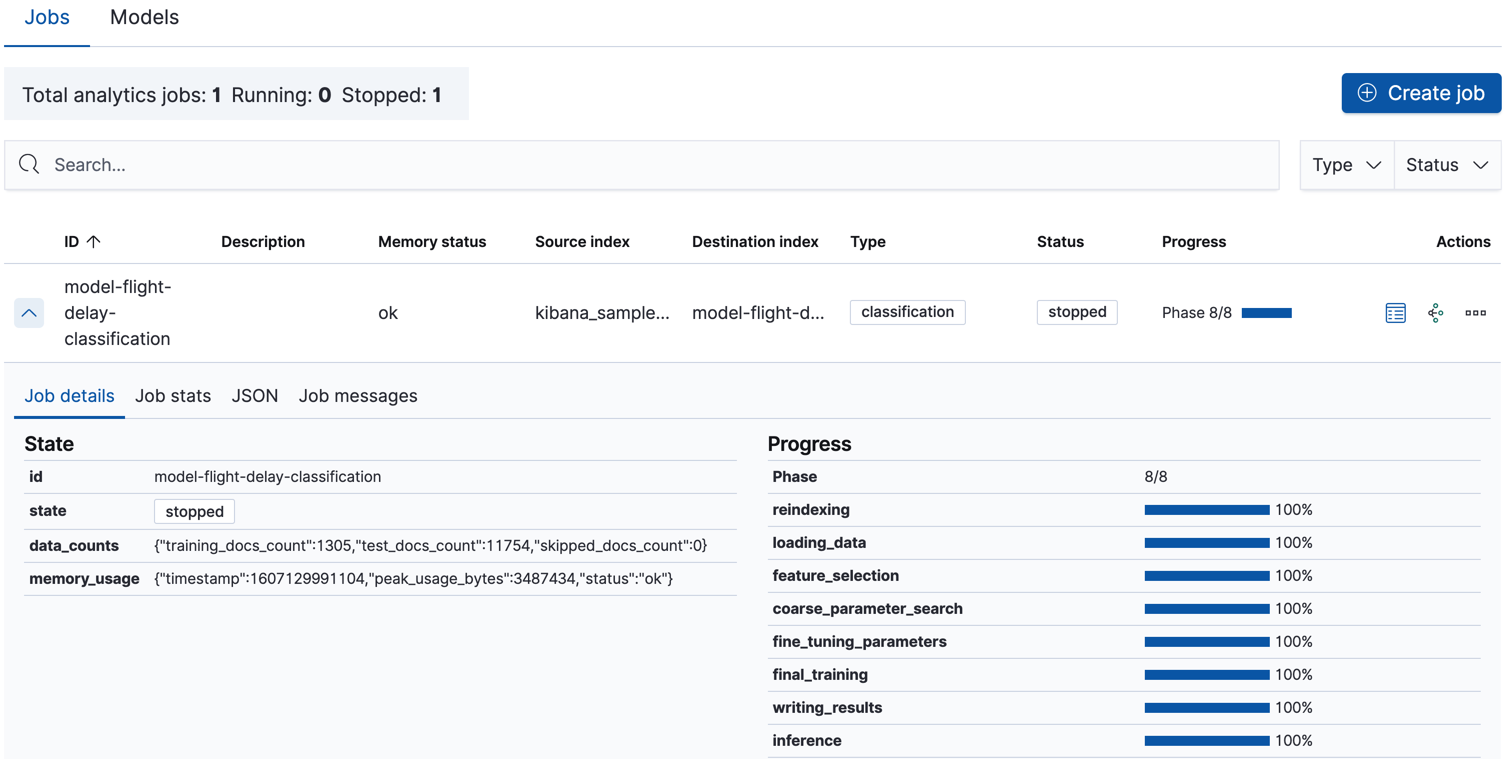 Jobs Models
Total analytics jobs: 1 Running: 0 Stopped: 1
Create job
Search...
Type Status
ID Description Memory status Source index Destination index Type Status Progress Actions
model-flight-
delay-
classification
ok kibana_sample... model-flight-d... classification stopped Phase 8/8
Job details Job stats JSON Job messages
State
id model-flight-delay-classification
state stopped
data_counts {"training_docs_count":1305,"test_docs_count":11754,"skipped_docs_count":0}
memory_usage {"timestamp":1607129991104,"peak_usage_bytes":3487434,"status":"ok"}
Progress
Phase 8/8
reindexing 100%
loading_data 100%
feature_selection 100%
coarse_parameter_search 100%
fine_tuning_parameters 100%
final_training 100%
writing_results 100%
inference 100%